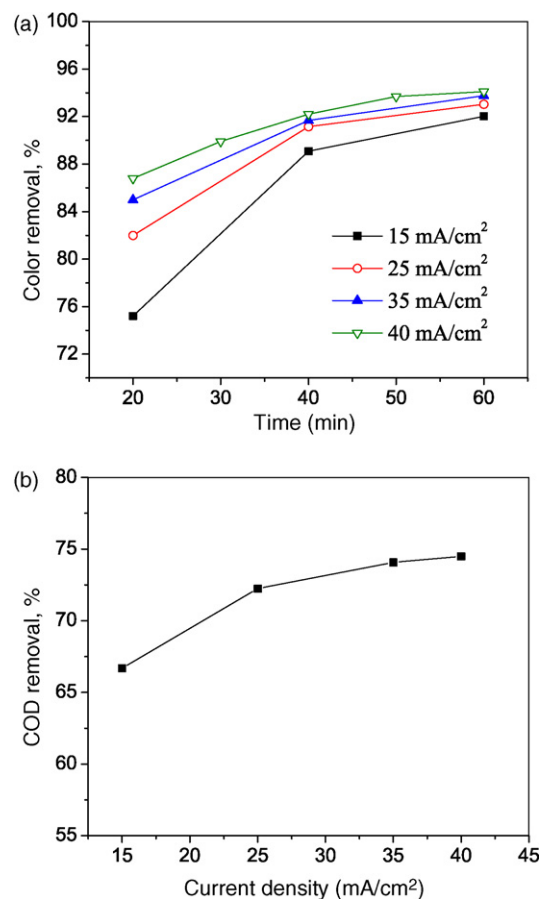 (a)
100
96
92
88
84
80
76
72
Color removal, %
15 mA/cm²
25 mA/cm²
35 mA/cm²
40 mA/cm²
20 30 40 50 60
Time (min)
(b)
80
75
70
65
60
55
COD removal, %
15 20 25 30 35 40 45
Current density (mA/cm²)